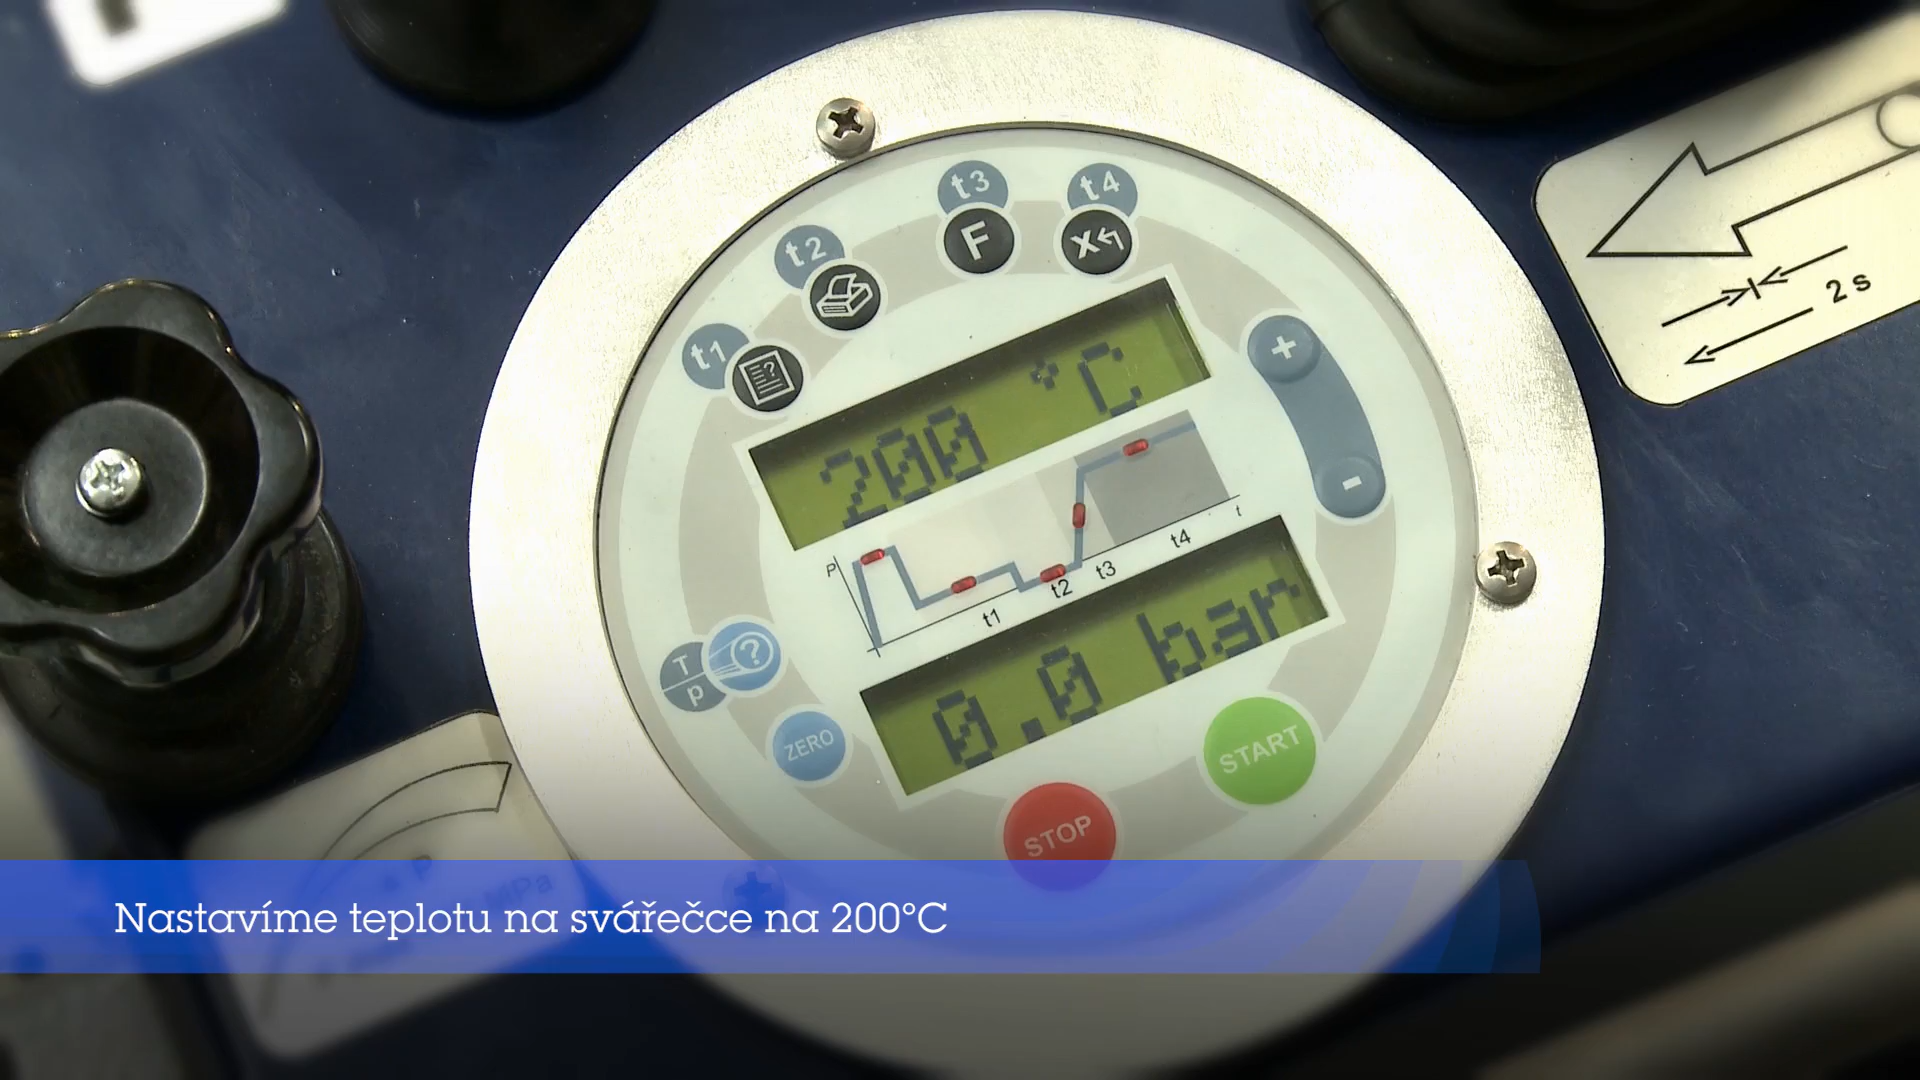 t3
t4
F
X
t2
t1
?
+
-
200 °C
P
t1
t2
t3
t4
t
0.0 bar
T
p
?
ZERO
START
STOP
2 s
P
MPa
Nastavíme teplotu na svářečce na 200°C